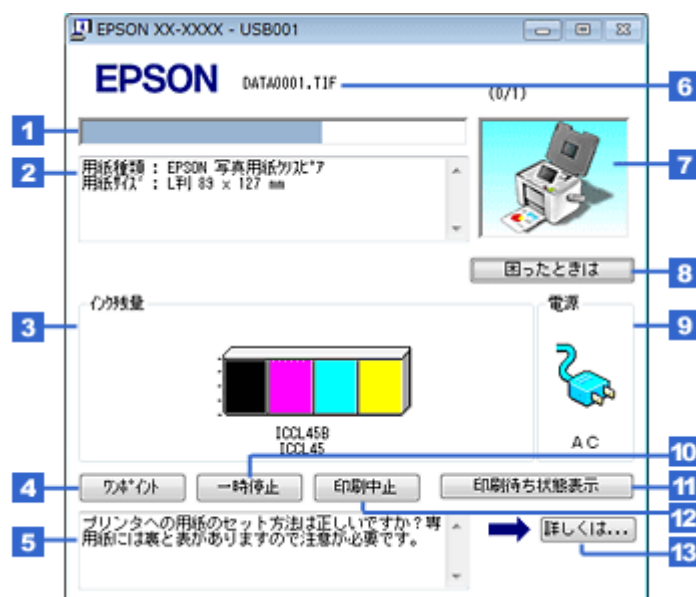 EPSON XX-XXXX - USB001
EPSON
DATA0001.TIF
6
(0/1)
1
2
用紙種類 : EPSON 写真用紙クリスピア
用紙サイズ : L判 89 x 127 mm
7
困ったときは
8
3
インク残量
電源
9
ICCL45B
ICCL45
AC
10
4
ワンポイント
一時停止
印刷中止
印刷待ち状態表示
11
12
5
プリンタへの用紙のセット方法は正しいですか?専
用紙には裏と表がありますので注意が必要です。
詳しくは...
13